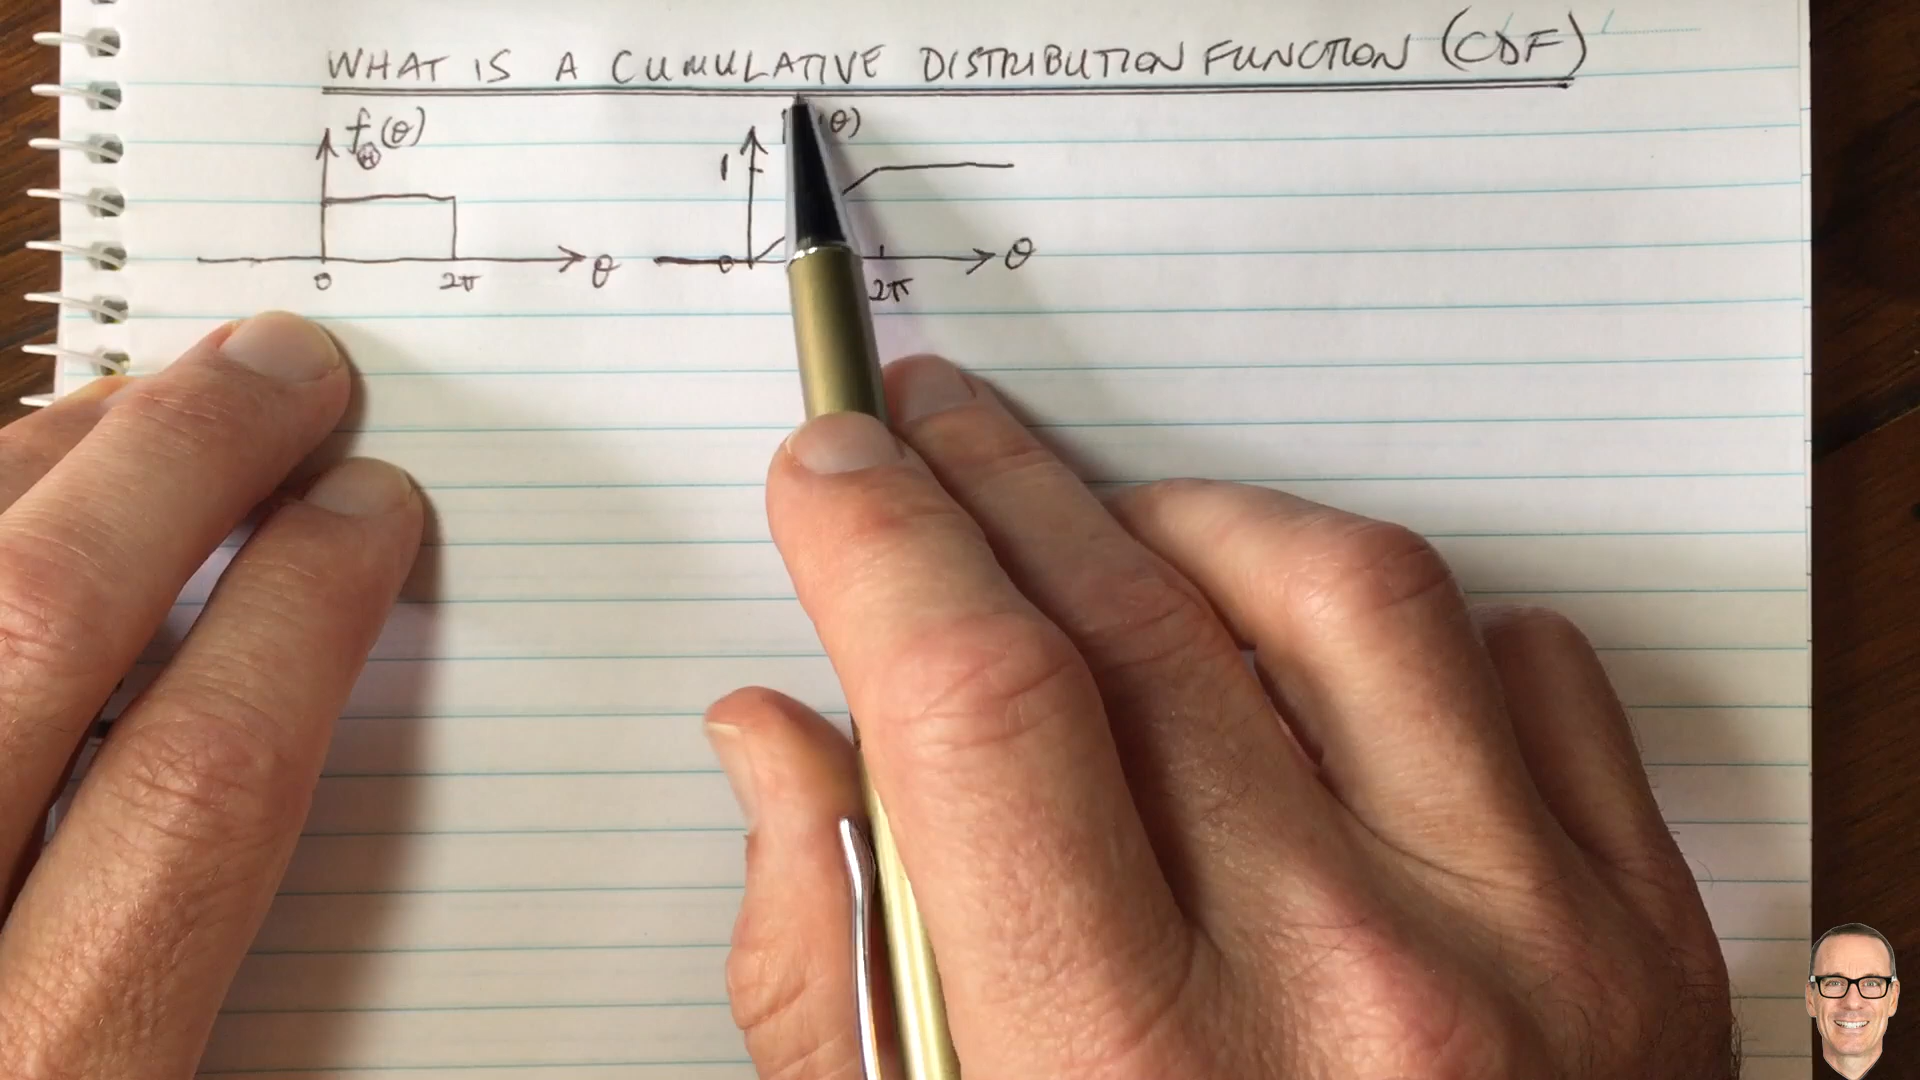 WHAT IS A CUMULATIVE DISTRIBUTION FUNCTION (CDF)
f_Θ(θ)
0
2π
θ
θ)
1
0
2π
θ